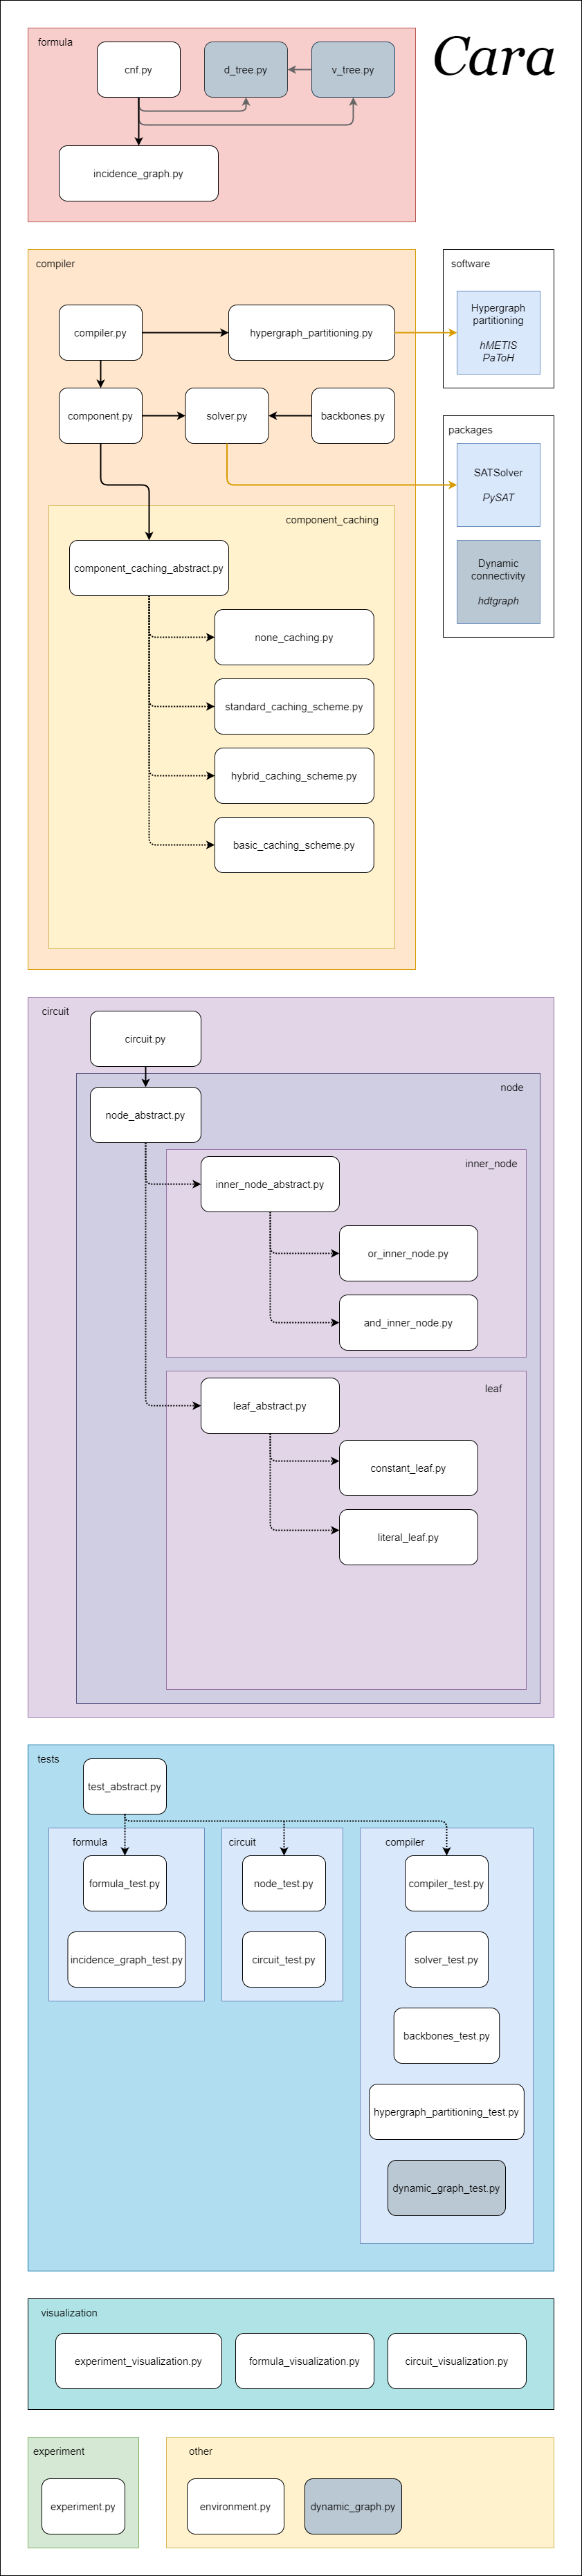 Cara
formula
cnf.py
d_tree.py
v_tree.py
incidence_graph.py
compiler
compiler.py
hypergraph_partitioning.py
component.py
solver.py
backbones.py
component_caching
component_caching_abstract.py
none_caching.py
standard_caching_scheme.py
hybrid_caching_scheme.py
basic_caching_scheme.py
software
Hypergraph
partitioning
hMETIS
PaToH
packages
SATSolver
PySAT
Dynamic
connectivity
hdtgraph
circuit
circuit.py
node
node_abstract.py
inner_node
inner_node_abstract.py
or_inner_node.py
and_inner_node.py
leaf
leaf_abstract.py
constant_leaf.py
literal_leaf.py
tests
test_abstract.py
formula
formula_test.py
incidence_graph_test.py
circuit
node_test.py
circuit_test.py
compiler
compiler_test.py
solver_test.py
backbones_test.py
hypergraph_partitioning_test.py
dynamic_graph_test.py
visualization
experiment_visualization.py
formula_visualization.py
circuit_visualization.py
experiment
experiment.py
other
environment.py
dynamic_graph.py